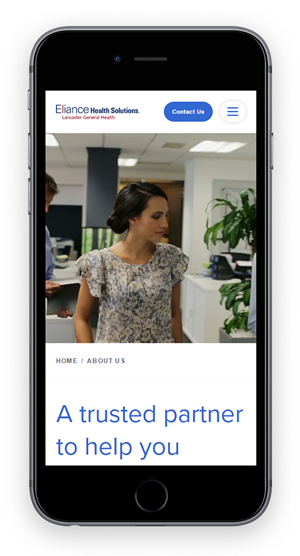 Eliance Health Solutions.
Lancaster General Health
Contact Us
HOME / ABOUT US
A trusted partner
to help you